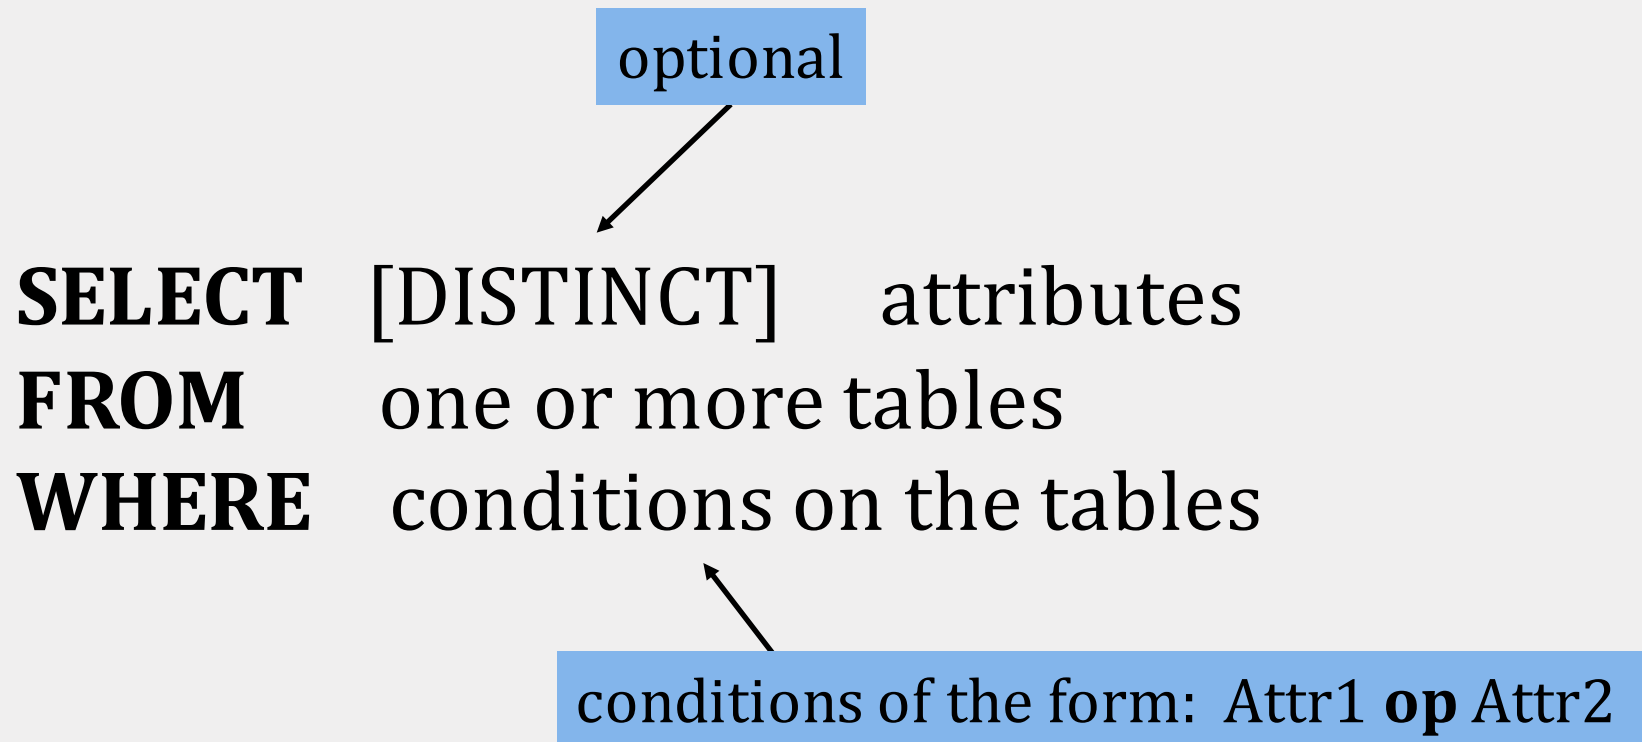 optional
SELECT [DISTINCT] attributes
FROM one or more tables
WHERE conditions on the tables
conditions of the form: Attr1 op Attr2